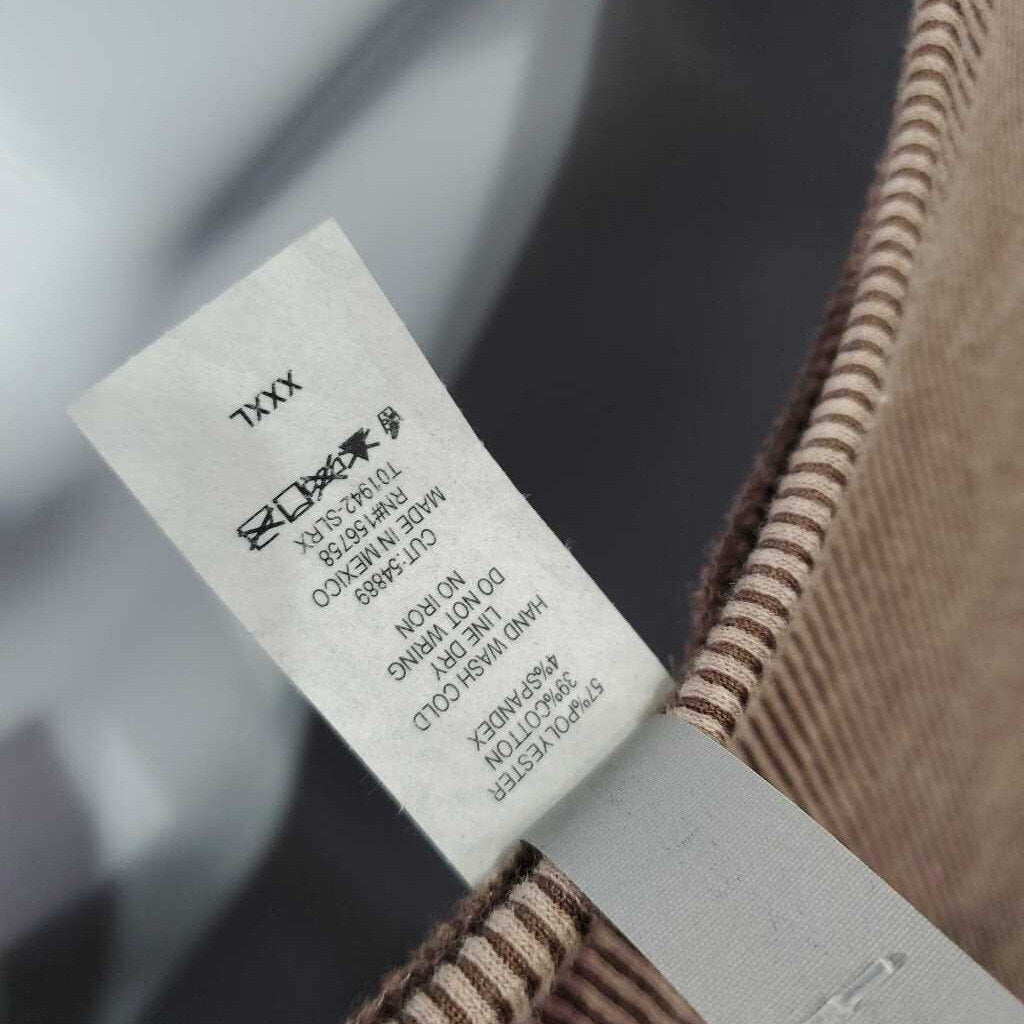 57%POLYESTER
39%COTTON
4%SPANDEX
HAND WASH COLD
LINE DRY
DO NOT WRING
NO IRON
CUT-54889
MADE IN MEXICO
RN#156758
T01942-SLRX
XXXL